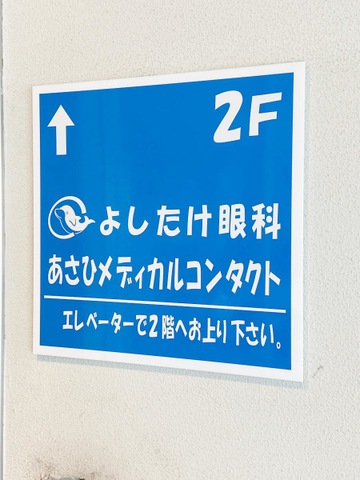 2F
よしたけ眼科
あさひメディカルコンタクト
エレベーターで2階へお上り下さい。